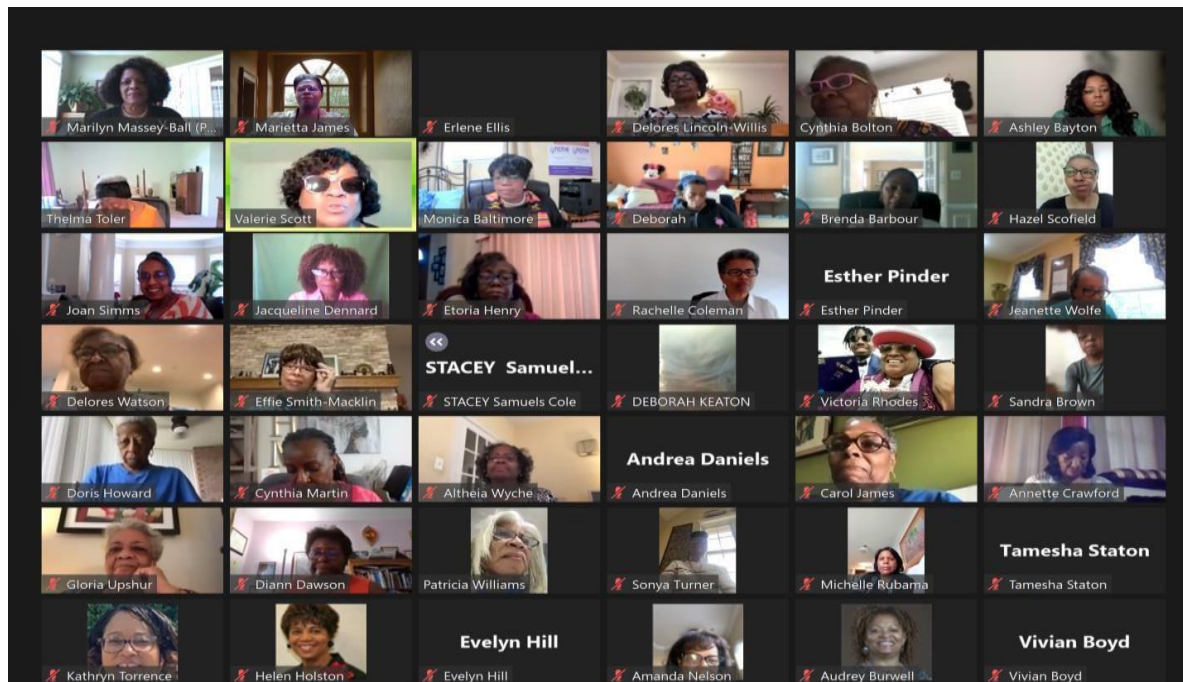 Marilyn Massey-Ball (P...
Marietta James
Erlene Ellis
Delores Lincoln-Willis
Cynthia Bolton
Ashley Bayton
Thelma Toler
Valerie Scott
Monica Baltimore
Deborah
Brenda Barbour
Hazel Scofield
Joan Simms
Jacqueline Dennard
Etoria Henry
Rachelle Coleman
Esther Pinder
Esther Pinder
Jeanette Wolfe
Delores Watson
Effie Smith-Macklin
STACEY Samuel...
STACEY Samuels Cole
DEBORAH KEATON
Victoria Rhodes
Sandra Brown
Doris Howard
Cynthia Martin
Altheia Wyche
Andrea Daniels
Andrea Daniels
Carol James
Annette Crawford
Gloria Upshur
Diann Dawson
Patricia Williams
Sonya Turner
Michelle Rubama
Tamesha Staton
Tamesha Staton
Kathryn Torrence
Helen Holston
Evelyn Hill
Evelyn Hill
Amanda Nelson
Audrey Burwell
Vivian Boyd
Vivian Boyd